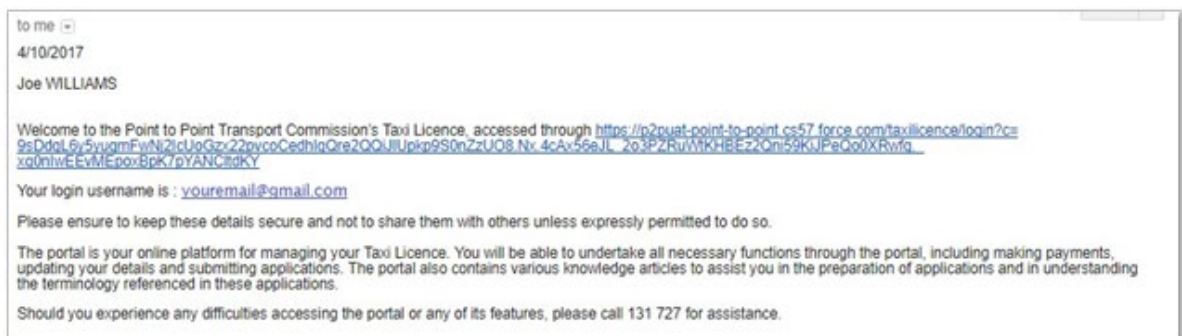 to me
4/10/2017
Joe WILLIAMS
Welcome to the Point to Point Transport Commission's Taxi Licence, accessed through https://p2puat-point-to-point.cs57.force.com/taxilicence/login?c=
Your login username is : youremail@gmail.com
Please ensure to keep these details secure and not to share them with others unless expressly permitted to do so.
The portal is your online platform for managing your Taxi Licence. You will be able to undertake all necessary functions through the portal, including making payments,
updating your details and submitting applications. The portal also contains various knowledge articles to assist you in the preparation of applications and in understanding
the terminology referenced in these applications.
Should you experience any difficulties accessing the portal or any of its features, please call 131 727 for assistance.